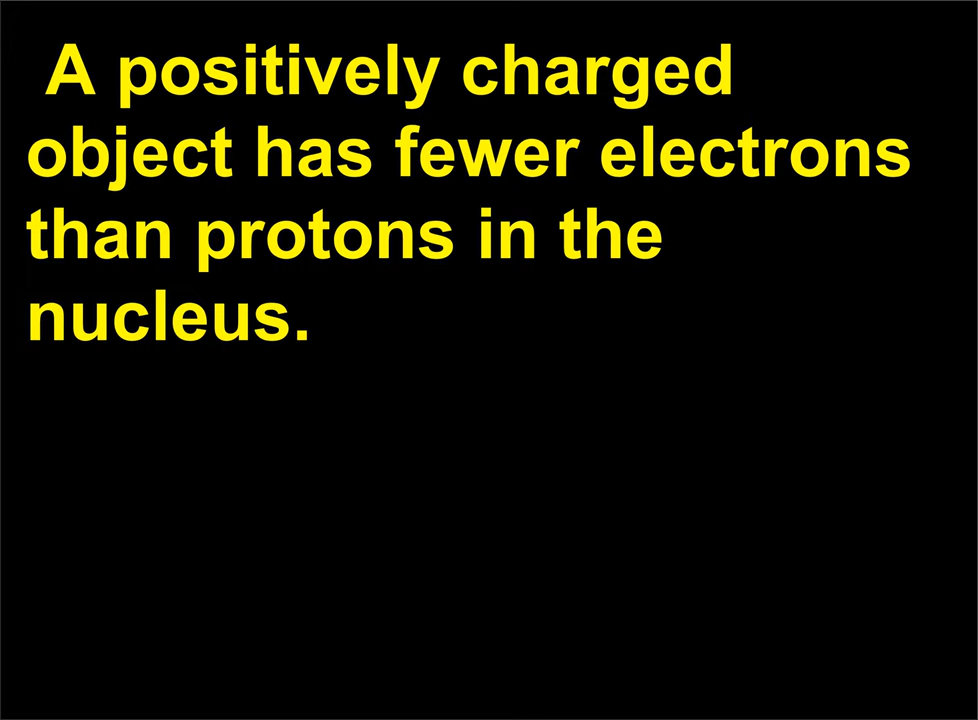 A positively charged
object has fewer electrons
than protons in the
nucleus.